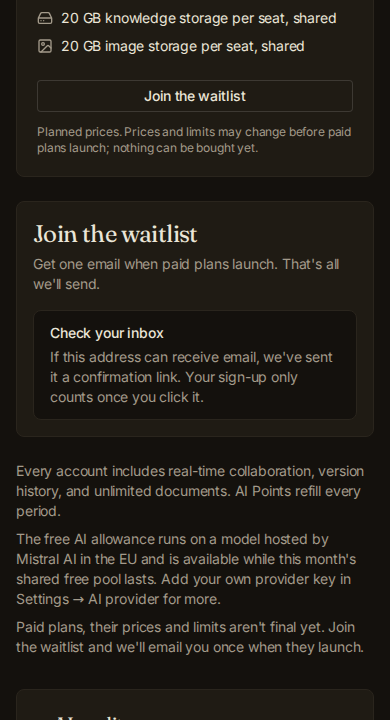 20 GB knowledge storage per seat, shared
20 GB image storage per seat, shared
Join the waitlist
Planned prices. Prices and limits may change before paid
plans launch; nothing can be bought yet.
Join the waitlist
Get one email when paid plans launch. That's all
we'll send.
Check your inbox
If this address can receive email, we've sent
it a confirmation link. Your sign-up only
counts once you click it.
Every account includes real-time collaboration, version
history, and unlimited documents. AI Points refill every
period.
The free AI allowance runs on a model hosted by
Mistral AI in the EU and is available while this month's
shared free pool lasts. Add your own provider key in
Settings → AI provider for more.
Paid plans, their prices and limits aren't final yet. Join
the waitlist and we'll email you once when they launch.